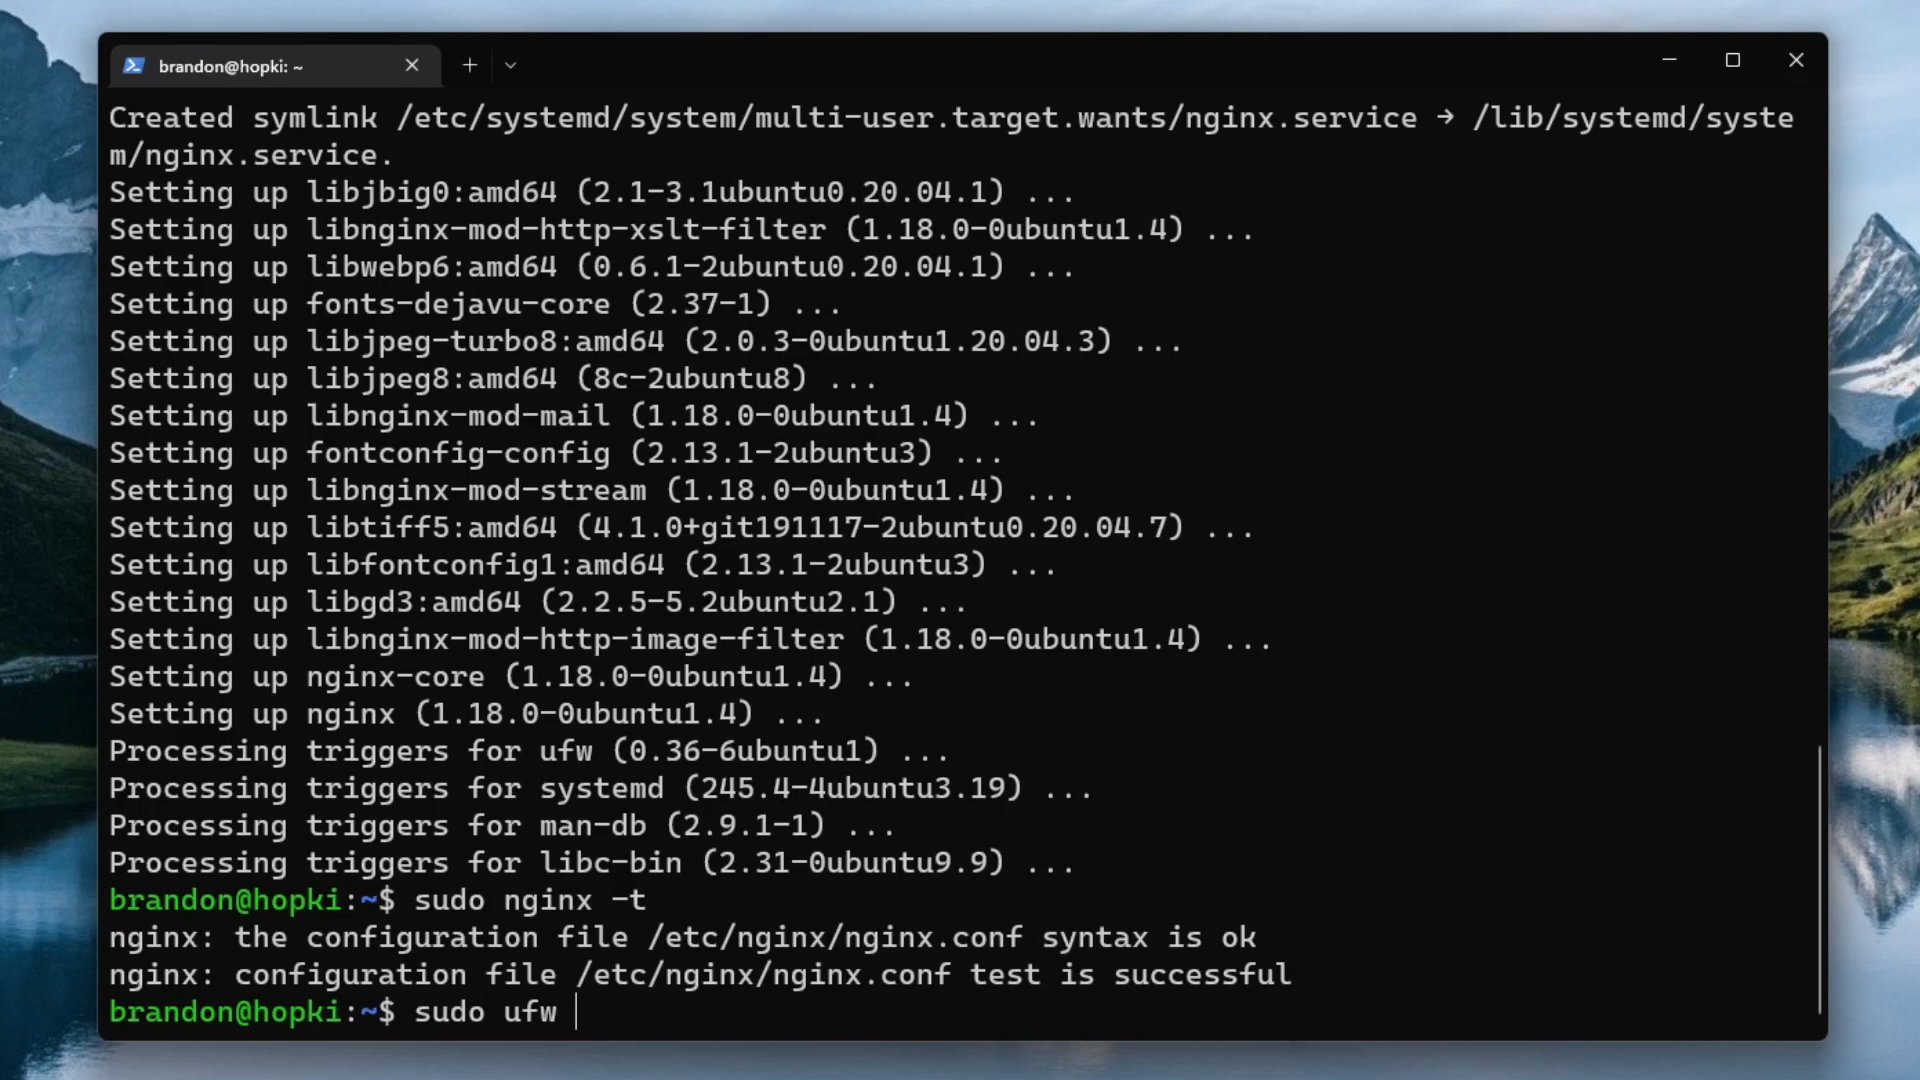 brandon@hopki: ~
Created symlink /etc/systemd/system/multi-user.target.wants/nginx.service → /lib/systemd/syste
m/nginx.service.
Setting up libjbig0:amd64 (2.1-3.1ubuntu0.20.04.1) ...
Setting up libnginx-mod-http-xslt-filter (1.18.0-0ubuntu1.4) ...
Setting up libwebp6:amd64 (0.6.1-2ubuntu0.20.04.1) ...
Setting up fonts-dejavu-core (2.37-1) ...
Setting up libjpeg-turbo8:amd64 (2.0.3-0ubuntu1.20.04.3) ...
Setting up libjpeg8:amd64 (8c-2ubuntu8) ...
Setting up libnginx-mod-mail (1.18.0-0ubuntu1.4) ...
Setting up fontconfig-config (2.13.1-2ubuntu3) ...
Setting up libnginx-mod-stream (1.18.0-0ubuntu1.4) ...
Setting up libtiff5:amd64 (4.1.0+git191117-2ubuntu0.20.04.7) ...
Setting up libfontconfig1:amd64 (2.13.1-2ubuntu3) ...
Setting up libgd3:amd64 (2.2.5-5.2ubuntu2.1) ...
Setting up libnginx-mod-http-image-filter (1.18.0-0ubuntu1.4) ...
Setting up nginx-core (1.18.0-0ubuntu1.4) ...
Setting up nginx (1.18.0-0ubuntu1.4) ...
Processing triggers for ufw (0.36-6ubuntu1) ...
Processing triggers for systemd (245.4-4ubuntu3.19) ...
Processing triggers for man-db (2.9.1-1) ...
Processing triggers for libc-bin (2.31-0ubuntu9.9) ...
brandon@hopki:~$ sudo nginx -t
nginx: the configuration file /etc/nginx/nginx.conf syntax is ok
nginx: configuration file /etc/nginx/nginx.conf test is successful
brandon@hopki:~$ sudo ufw